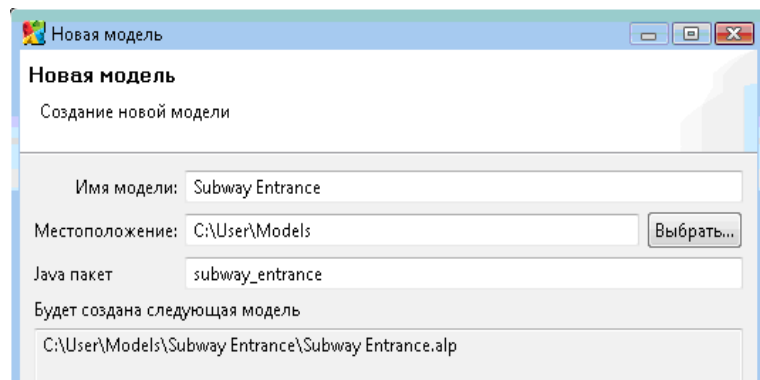 Новая модель
Новая модель
Создание новой модели
Имя модели: Subway Entrance
Местоположение: C:\User\Models Выбрать...
Java пакет subway_entrance
Будет создана следующая модель
C:\User\Models\Subway Entrance\Subway Entrance.alp